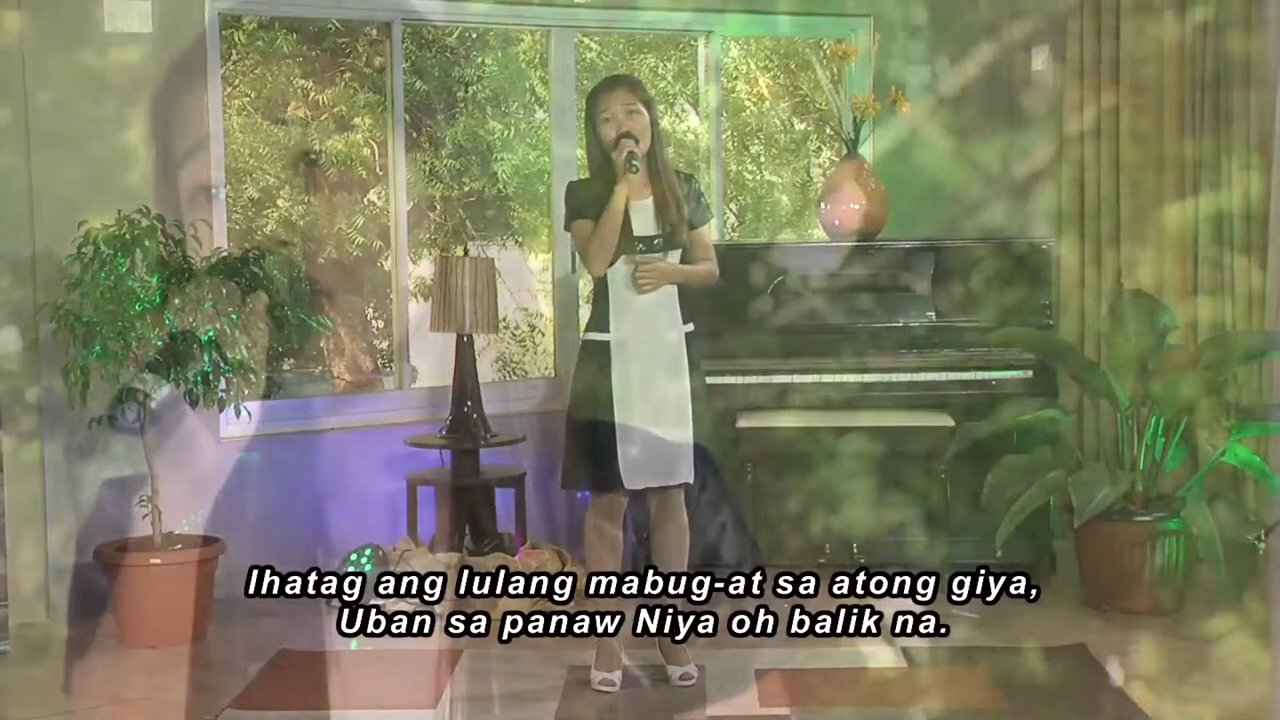 Ihatag ang lulang mabug-at sa atong giya,
Uban sa panaw Niya oh balik na.